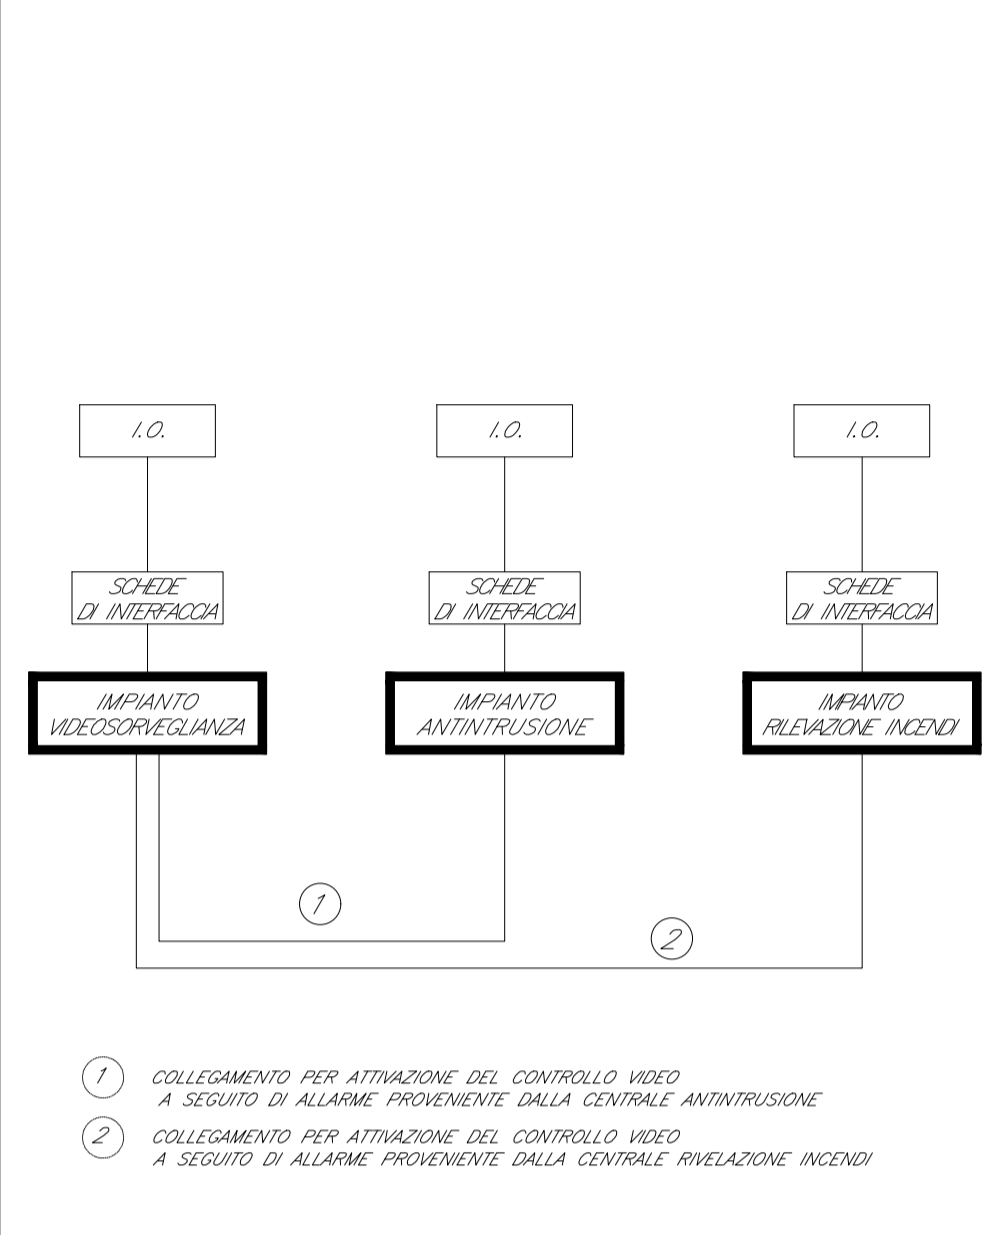 I.O.
I.O.
I.O.
SCHEDE
DI INTERFACCIA
SCHEDE
DI INTERFACCIA
SCHEDE
DI INTERFACCIA
IMPIANTO
VIDEOSORVEGLIANZA
IMPIANTO
ANTINTRUSIONE
IMPIANTO
RILEVAZIONE INCENDI
1
2
1 COLLEGAMENTO PER ATTIVAZIONE DEL CONTROLLO VIDEO
A SEGUITO DI ALLARME PROVENIENTE DALLA CENTRALE ANTINTRUSIONE
2 COLLEGAMENTO PER ATTIVAZIONE DEL CONTROLLO VIDEO
A SEGUITO DI ALLARME PROVENIENTE DALLA CENTRALE RIVELAZIONE INCENDI